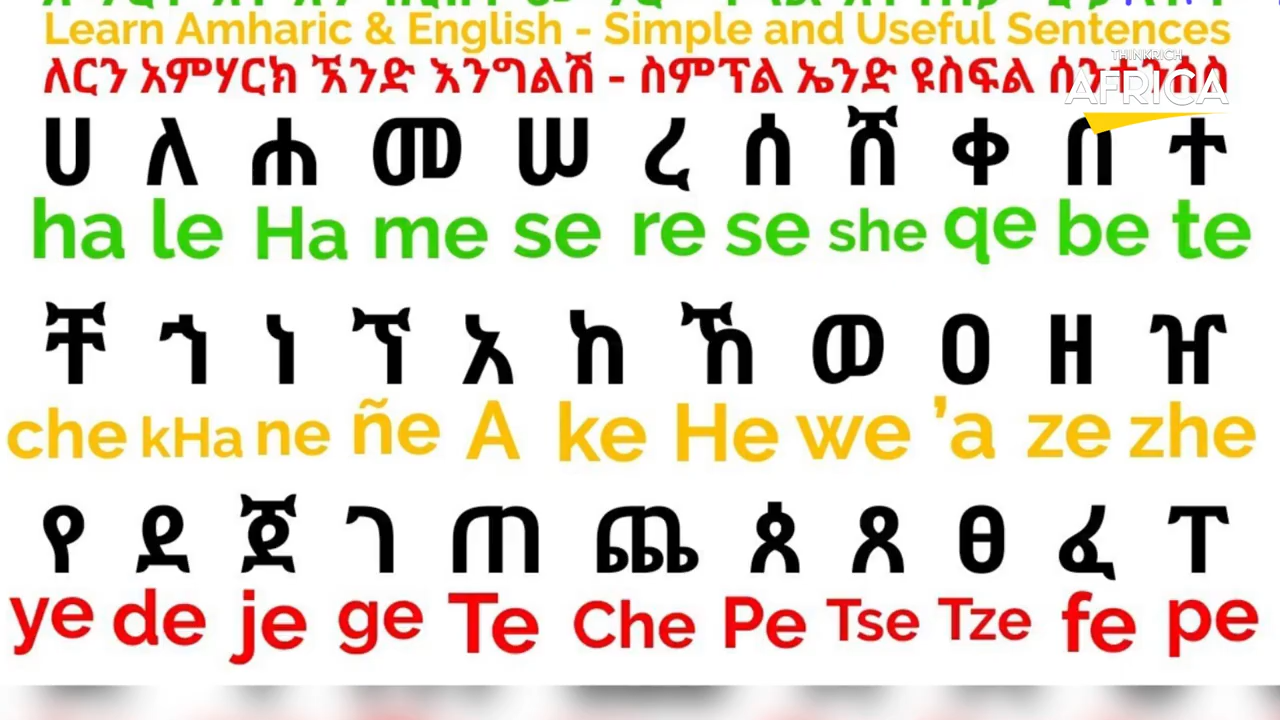 Learn Amharic & English - Simple and Useful Sentences
ለርን አምሃርክ ኧንድ እንግልሽ - ስምፕል ኤንድ ዩስፍል ሰንተንስስ
THINKRICH
AFRICA
ሀ ለ ሐ መ ሠ ረ ሰ ሸ ቀ በ ተ
ha le Ha me se re se she qe be te
ቸ ኀ ነ ኘ አ ከ ኸ ወ ዐ ዘ ዠ
che kHa ne ñe A ke He we 'a ze zhe
የ ደ ጀ ገ ጠ ጨ ጰ ጸ ፀ ፈ ፐ
ye de je ge Te Che Pe Tse Tze fe pe